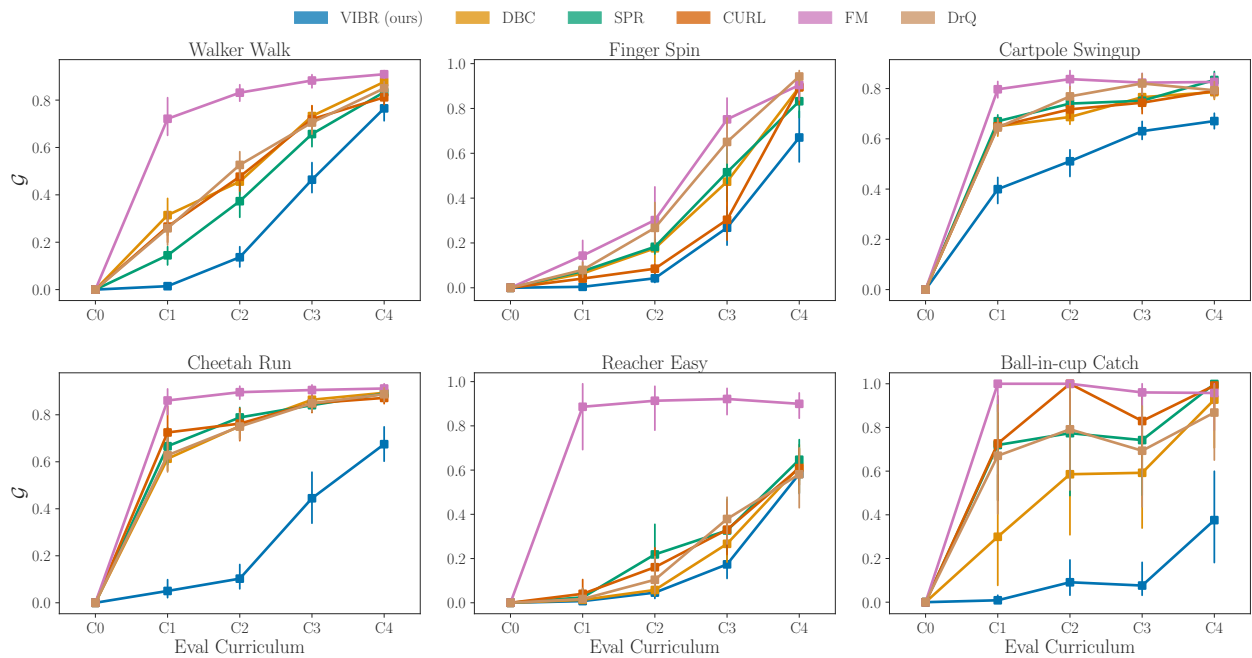 VIBR (ours) DBC SPR CURL FM DrQ
Walker Walk Finger Spin Cartpole Swingup
𝒢
0.0 0.2 0.4 0.6 0.8
C0 C1 C2 C3 C4
0.0 0.2 0.4 0.6 0.8 1.0
C0 C1 C2 C3 C4
0.0 0.2 0.4 0.6 0.8
C0 C1 C2 C3 C4
Cheetah Run Reacher Easy Ball-in-cup Catch
𝒢
0.0 0.2 0.4 0.6 0.8
C0 C1 C2 C3 C4
0.0 0.2 0.4 0.6 0.8 1.0
C0 C1 C2 C3 C4
0.0 0.2 0.4 0.6 0.8 1.0
C0 C1 C2 C3 C4
Eval Curriculum Eval Curriculum Eval Curriculum